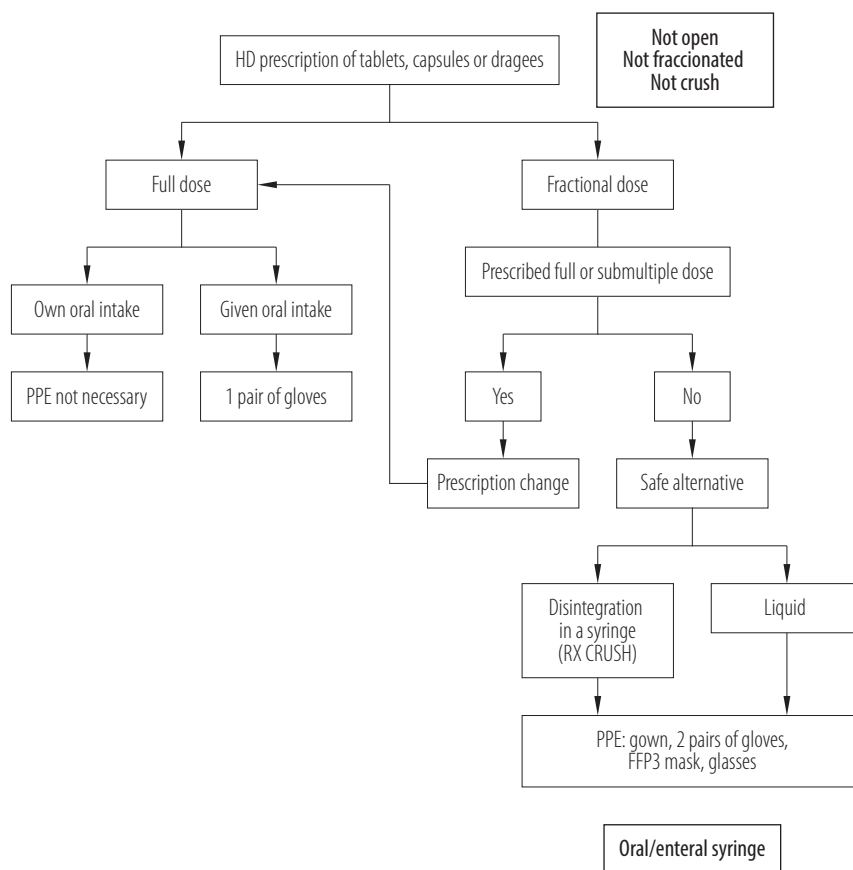 HD prescription of tablets, capsules or dragees
Not open
Not fraccionated
Not crush
Full dose
Fractional dose
Prescribed full or submultiple dose
Own oral intake
Given oral intake
PPE not necessary
1 pair of gloves
Yes
No
Prescription change
Safe alternative
Disintegration
in a syringe
(RX CRUSH)
Liquid
PPE: gown, 2 pairs of gloves,
FFP3 mask, glasses
Oral/enteral syringe